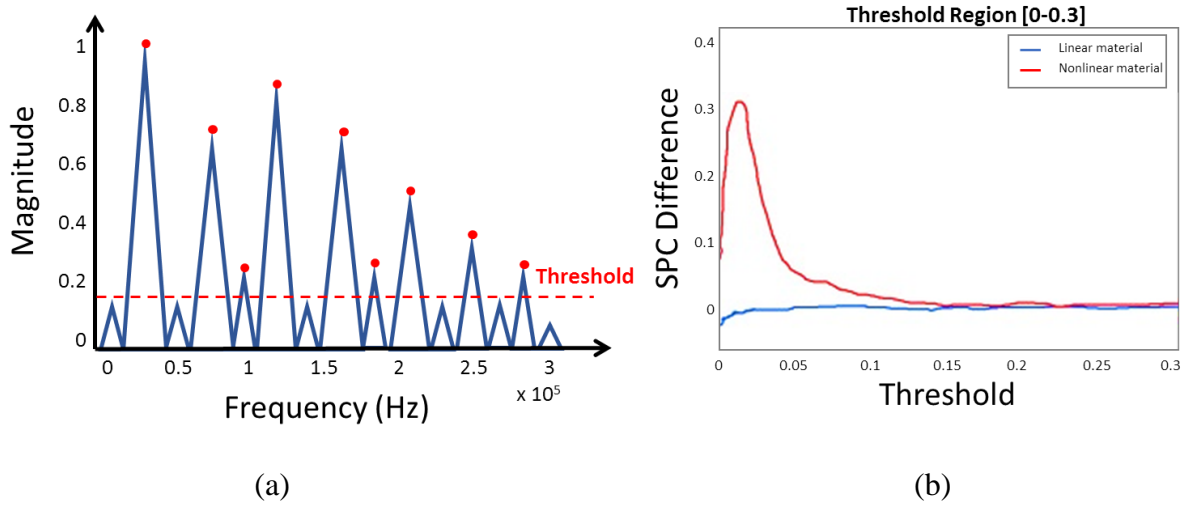 Magnitude
1
0.8
0.6
0.4
0.2
0
Threshold
0 0.5 1 1.5 2 2.5 3
x 10⁵
Frequency (Hz)
(a)
Threshold Region [0-0.3]
Linear material
Nonlinear material
SPC Difference
0.4
0.3
0.2
0.1
0
0 0.05 0.1 0.15 0.2 0.25 0.3
Threshold
(b)